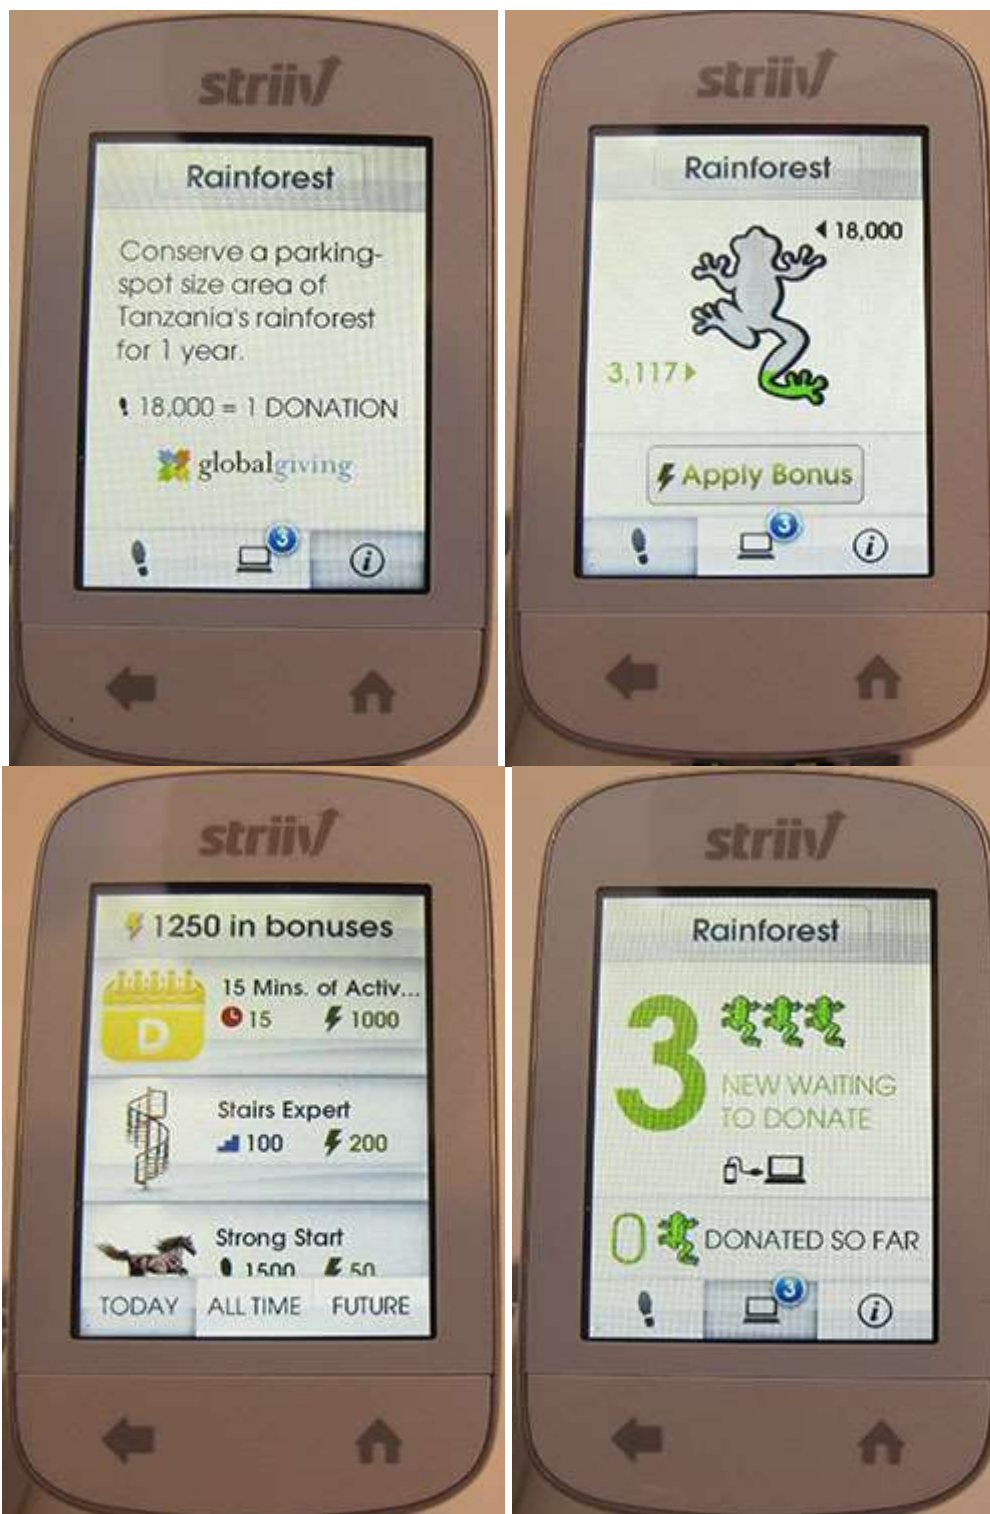 striiv
Rainforest
Conserve a parking-
spot size area of
Tanzania's rainforest
for 1 year.
18,000 = 1 DONATION
globalgiving
3
i
striiv
Rainforest
18,000
3,117
Apply Bonus
3
i
striiv
1250 in bonuses
15 Mins. of Activ...
D
15 1000
Stairs Expert
100 200
Strong Start
1500 50
TODAY ALL TIME FUTURE
striiv
Rainforest
3
NEW WAITING
TO DONATE
0 DONATED SO FAR
3
i